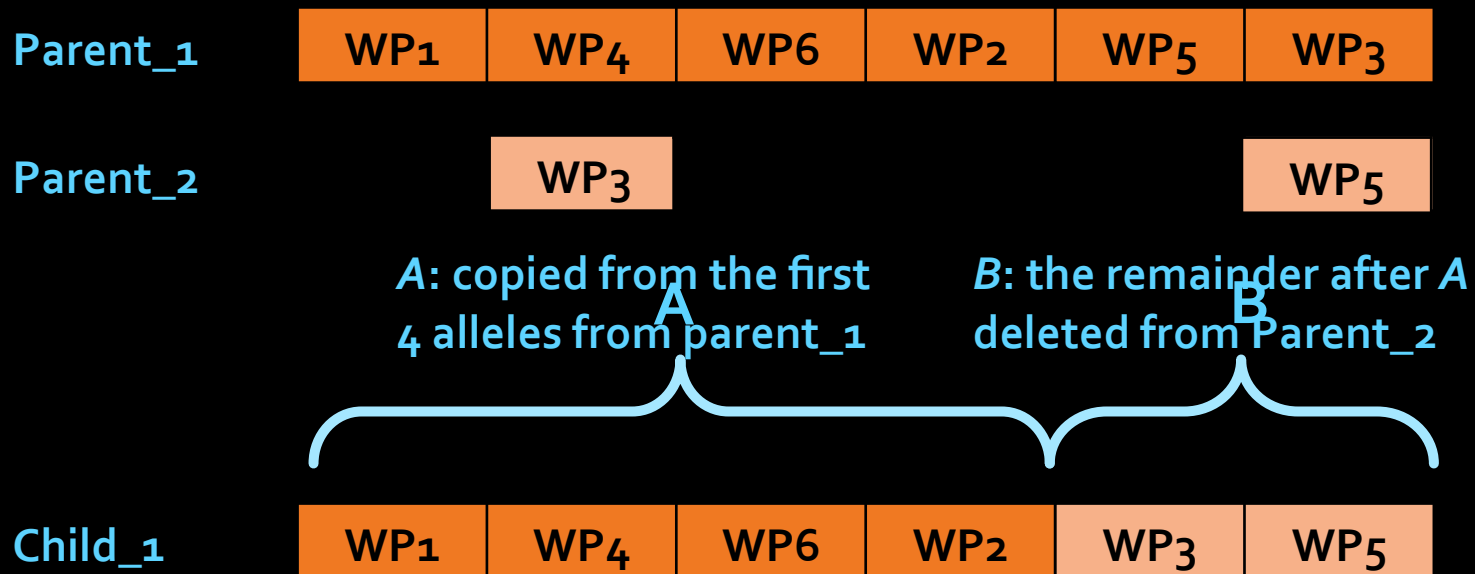 Parent_1 WP1 WP4 WP6 WP2 WP5 WP3
Parent_2 WP3 WP5
A: copied from the first
4 alleles from parent_1
A
B: the remainder after A
deleted from Parent_2
B
Child_1 WP1 WP4 WP6 WP2 WP3 WP5